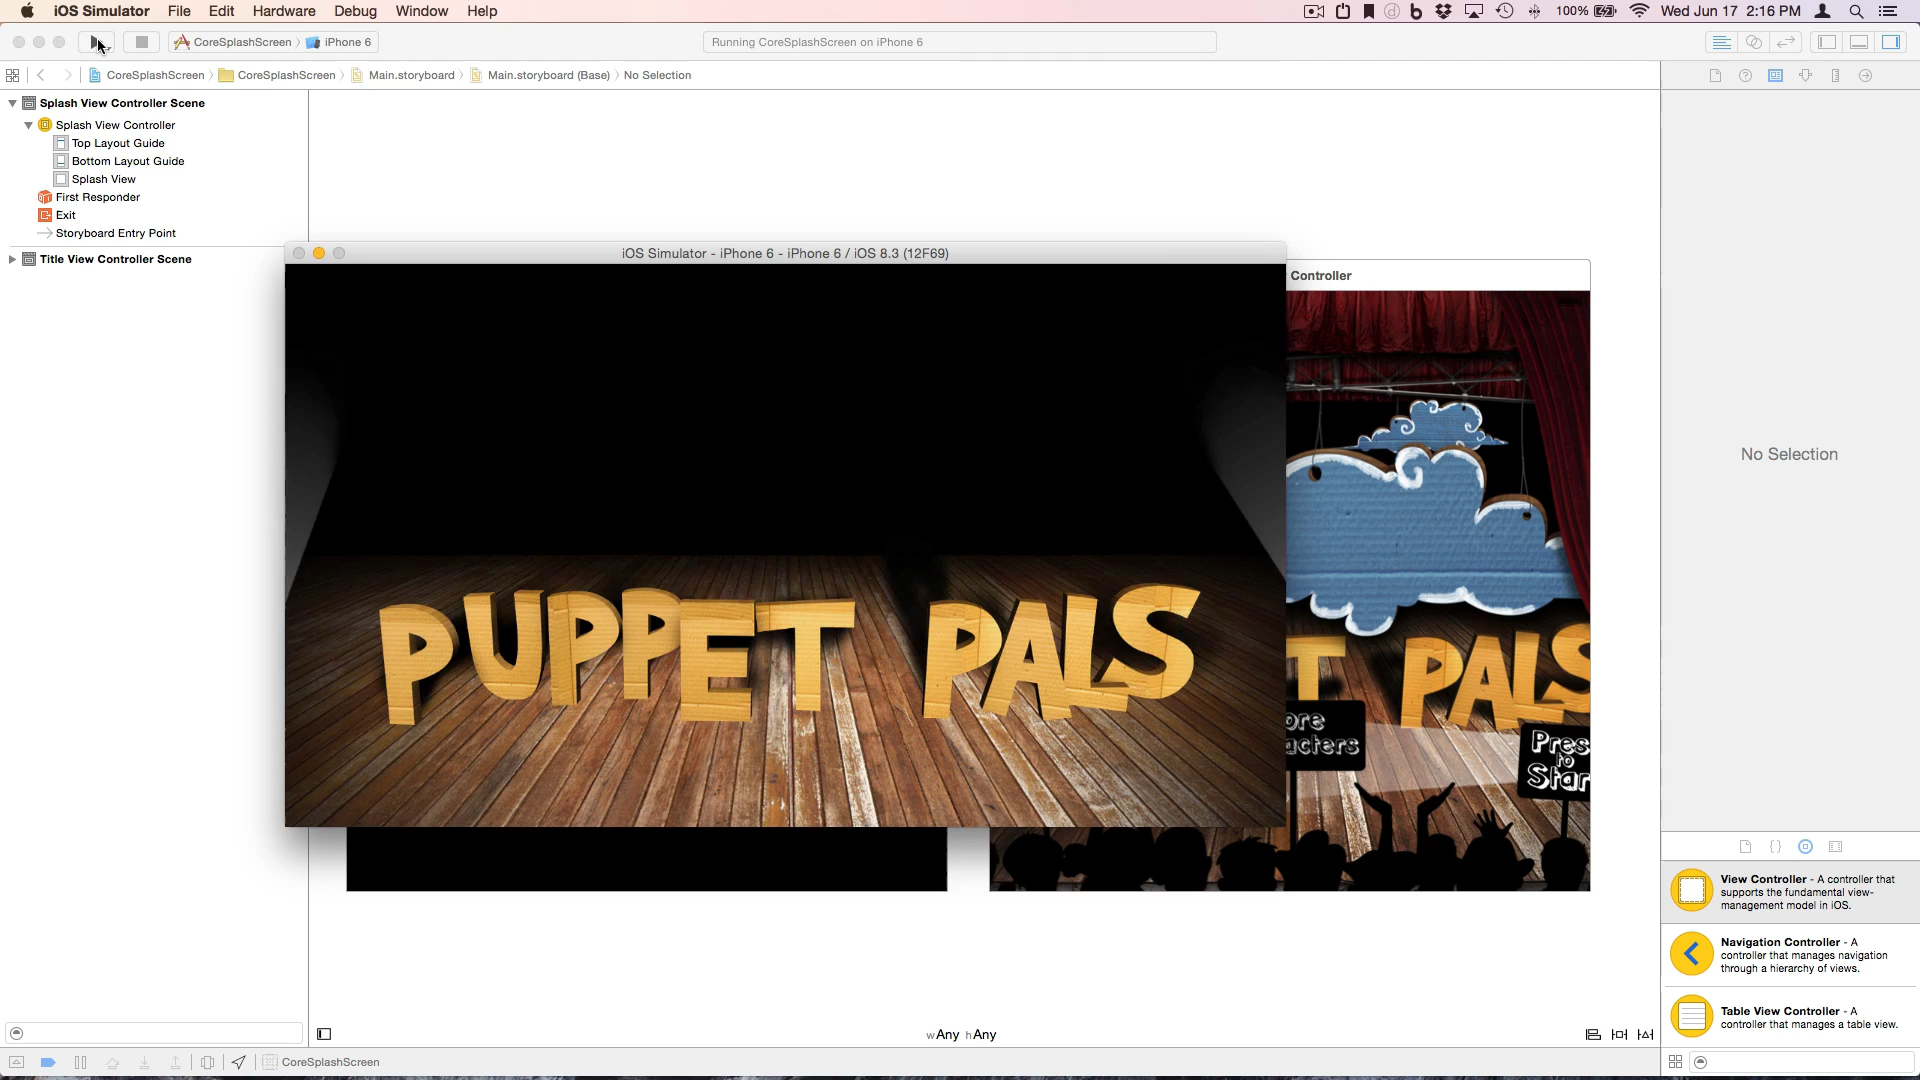 iOS Simulator File Edit Hardware Debug Window Help
100% Wed Jun 17 2:16 PM
CoreSplashScreen iPhone 6
Running CoreSplashScreen on iPhone 6
CoreSplashScreen CoreSplashScreen Main.storyboard Main.storyboard (Base) No Selection
Splash View Controller Scene
Splash View Controller
Top Layout Guide
Bottom Layout Guide
Splash View
First Responder
Exit
Storyboard Entry Point
Title View Controller Scene
iOS Simulator - iPhone 6 - iPhone 6 / iOS 8.3 (12F69)
Controller
PUPPET PALS
T PALS
ore
acters
Press
to
Star
No Selection
View Controller - A controller that
supports the fundamental view-
management model in iOS.
Navigation Controller - A
controller that manages navigation
through a hierarchy of views.
Table View Controller - A
controller that manages a table view.
wAny hAny
CoreSplashScreen